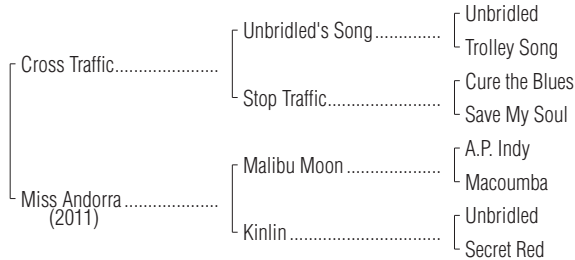 Unbridled
Unbridled's Song..............
Trolley Song
Cross Traffic.....................
Cure the Blues
Stop Traffic.......................
Save My Soul
A.P. Indy
Malibu Moon ...................
Macoumba
Miss Andorra ...................
(2011)
Unbridled
Kinlin ..............................
Secret Red